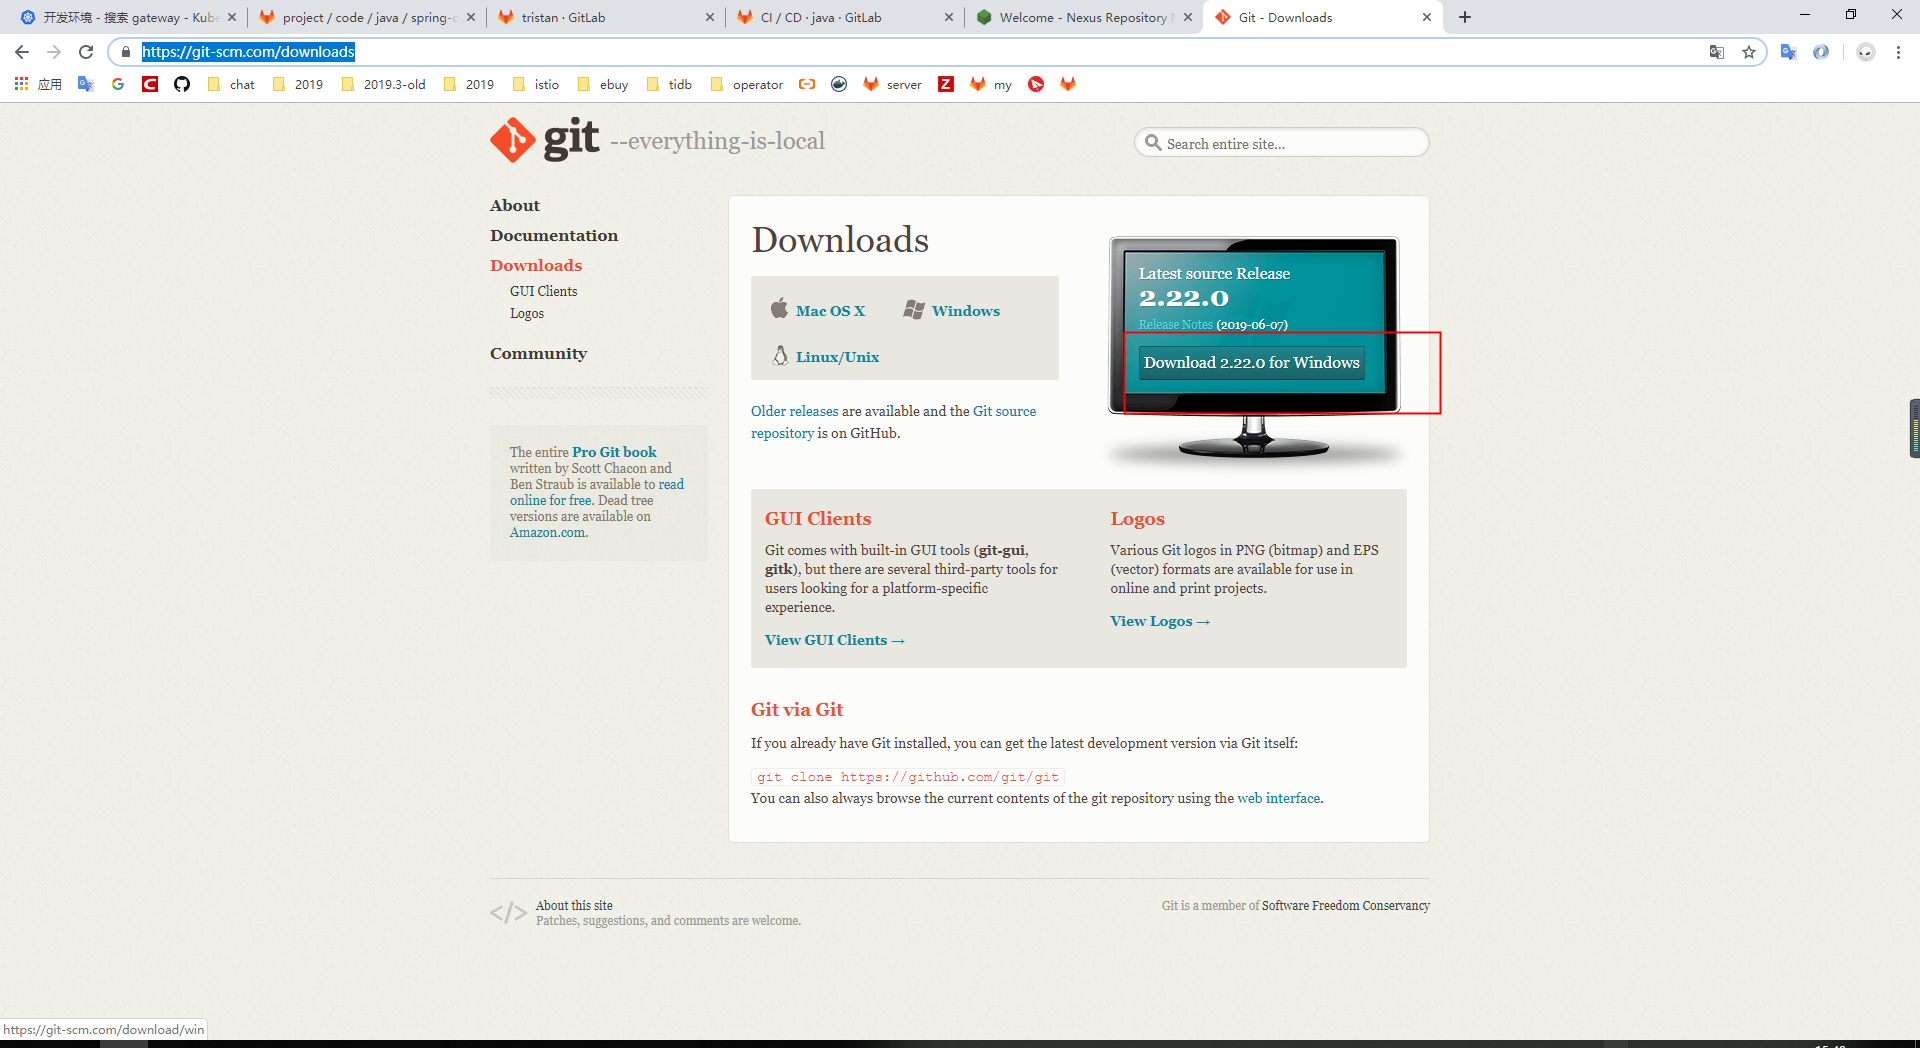 开发环境 - 搜索 gateway - Kube
project / code / java / spring-c
tristan · GitLab
CI / CD · java · GitLab
Welcome - Nexus Repository
Git - Downloads
https://git-scm.com/downloads
应用
chat
2019
2019.3-old
2019
istio
ebuy
tidb
operator
server
my
git --everything-is-local
Search entire site...
About
Documentation
Downloads
GUI Clients
Logos
Community
The entire Pro Git book
written by Scott Chacon and
Ben Straub is available to read
online for free. Dead tree
versions are available on
Amazon.com.
Downloads
Mac OS X
Windows
Linux/Unix
Older releases are available and the Git source
repository is on GitHub.
Latest source Release
2.22.0
Release Notes (2019-06-07)
Download 2.22.0 for Windows
GUI Clients
Git comes with built-in GUI tools (git-gui,
gitk), but there are several third-party tools for
users looking for a platform-specific
experience.
View GUI Clients →
Logos
Various Git logos in PNG (bitmap) and EPS
(vector) formats are available for use in
online and print projects.
View Logos →
Git via Git
If you already have Git installed, you can get the latest development version via Git itself:
git clone https://github.com/git/git
You can also always browse the current contents of the git repository using the web interface.
</>
About this site
Patches, suggestions, and comments are welcome.
Git is a member of Software Freedom Conservancy
https://git-scm.com/download/win